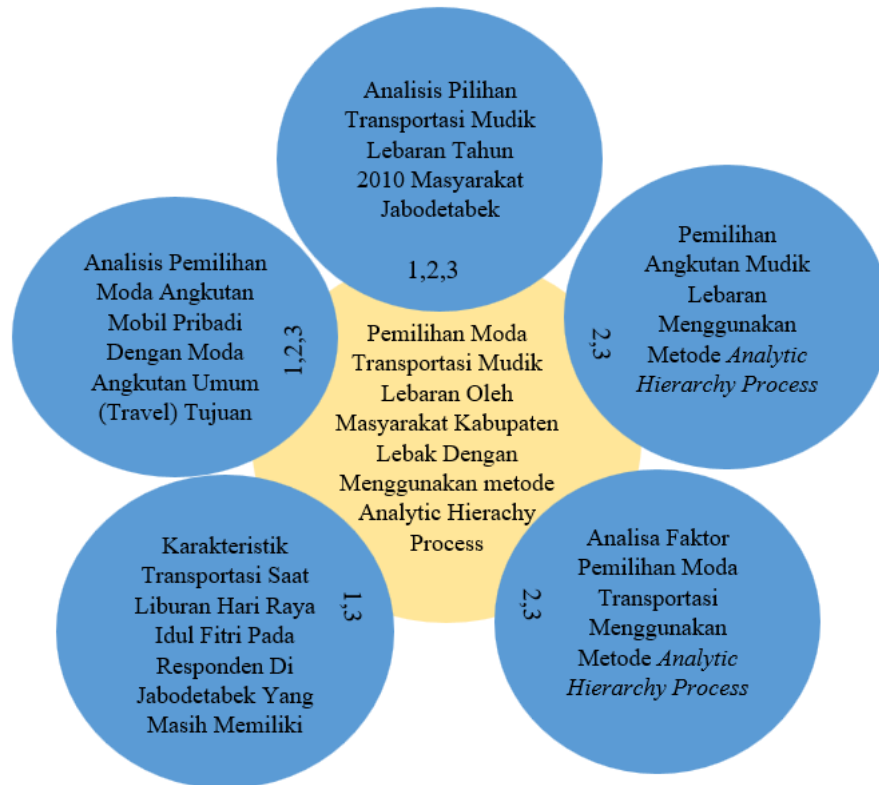 Analisis Pilihan
Transportasi Mudik
Lebaran Tahun
2010 Masyarakat
Jabodetabek
1,2,3
Analisis Pemilihan
Moda Angkutan
Mobil Pribadi
Dengan Moda
Angkutan Umum
(Travel) Tujuan
1,2,3
Pemilihan
Angkutan Mudik
Lebaran
Menggunakan
Metode Analytic
Hierarchy Process
2,3
Pemilihan Moda
Transportasi Mudik
Lebaran Oleh
Masyarakat Kabupaten
Lebak Dengan
Menggunakan metode
Analytic Hierachy
Process
Karakteristik
Transportasi Saat
Liburan Hari Raya
Idul Fitri Pada
Responden Di
Jabodetabek Yang
Masih Memiliki
1,3
Analisa Faktor
Pemilihan Moda
Transportasi
Menggunakan
Metode Analytic
Hierarchy Process
2,3